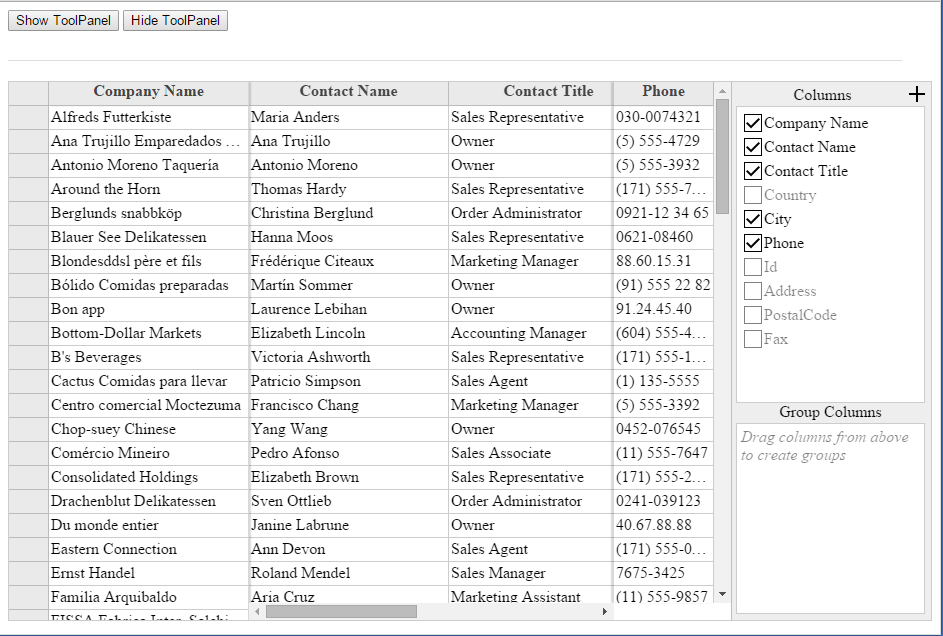 Show ToolPanel Hide ToolPanel
Company Name Contact Name Contact Title Phone
Alfreds Futterkiste Maria Anders Sales Representative 030-0074321
Ana Trujillo Emparedados ... Ana Trujillo Owner (5) 555-4729
Antonio Moreno Taquería Antonio Moreno Owner (5) 555-3932
Around the Horn Thomas Hardy Sales Representative (171) 555-7...
Berglunds snabbköp Christina Berglund Order Administrator 0921-12 34 65
Blauer See Delikatessen Hanna Moos Sales Representative 0621-08460
Blondesddsl père et fils Frédérique Citeaux Marketing Manager 88.60.15.31
Bólido Comidas preparadas Martín Sommer Owner (91) 555 22 82
Bon app Laurence Lebihan Owner 91.24.45.40
Bottom-Dollar Markets Elizabeth Lincoln Accounting Manager (604) 555-4...
B's Beverages Victoria Ashworth Sales Representative (171) 555-1...
Cactus Comidas para llevar Patricio Simpson Sales Agent (1) 135-5555
Centro comercial Moctezuma Francisco Chang Marketing Manager (5) 555-3392
Chop-suey Chinese Yang Wang Owner 0452-076545
Comércio Mineiro Pedro Afonso Sales Associate (11) 555-7647
Consolidated Holdings Elizabeth Brown Sales Representative (171) 555-2...
Drachenblut Delikatessen Sven Ottlieb Order Administrator 0241-039123
Du monde entier Janine Labrune Owner 40.67.88.88
Eastern Connection Ann Devon Sales Agent (171) 555-0...
Ernst Handel Roland Mendel Sales Manager 7675-3425
Familia Arquibaldo Aria Cruz Marketing Assistant (11) 555-9857
Columns
Company Name
Contact Name
Contact Title
Country
City
Phone
Id
Address
PostalCode
Fax
Group Columns
Drag columns from above
to create groups